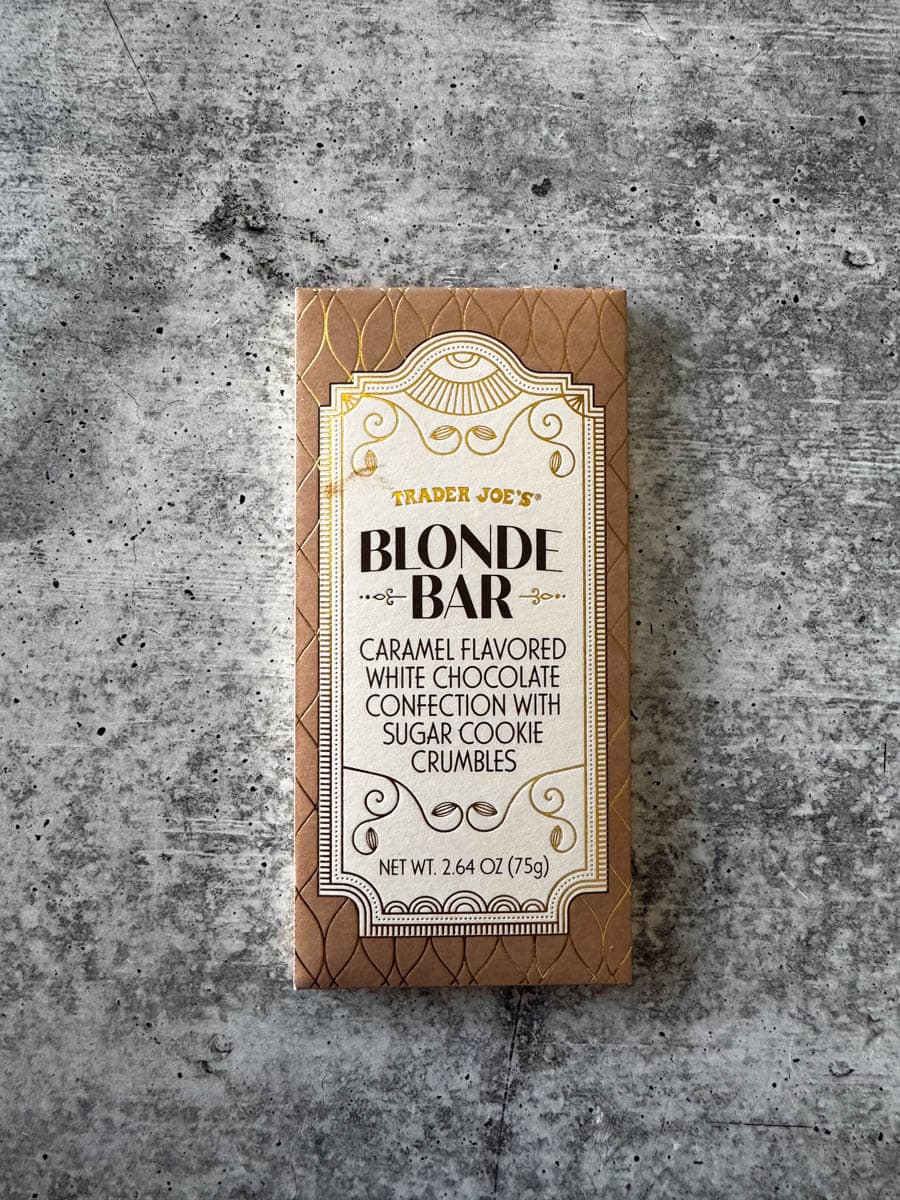 TRADER JOE'S®
BLONDE
BAR
CARAMEL FLAVORED
WHITE CHOCOLATE
CONFECTION WITH
SUGAR COOKIE
CRUMBLES
NET WT. 2.64 OZ (75g)